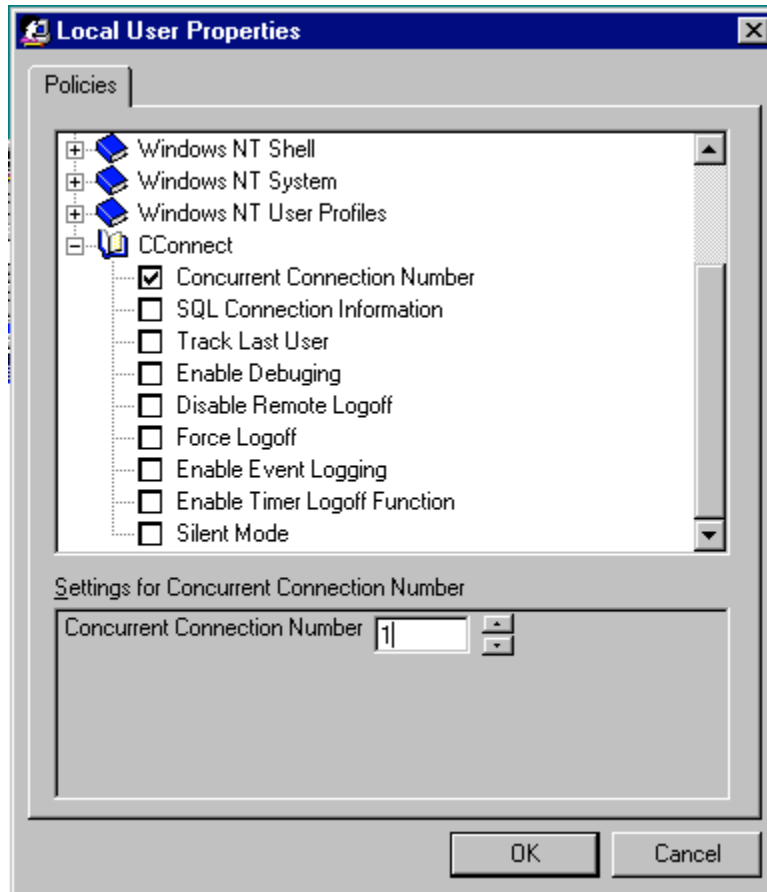 Local User Properties
Policies
Windows NT Shell
Windows NT System
Windows NT User Profiles
CConnect
Concurrent Connection Number
SQL Connection Information
Track Last User
Enable Debuging
Disable Remote Logoff
Force Logoff
Enable Event Logging
Enable Timer Logoff Function
Silent Mode
Settings for Concurrent Connection Number
Concurrent Connection Number 1
OK Cancel